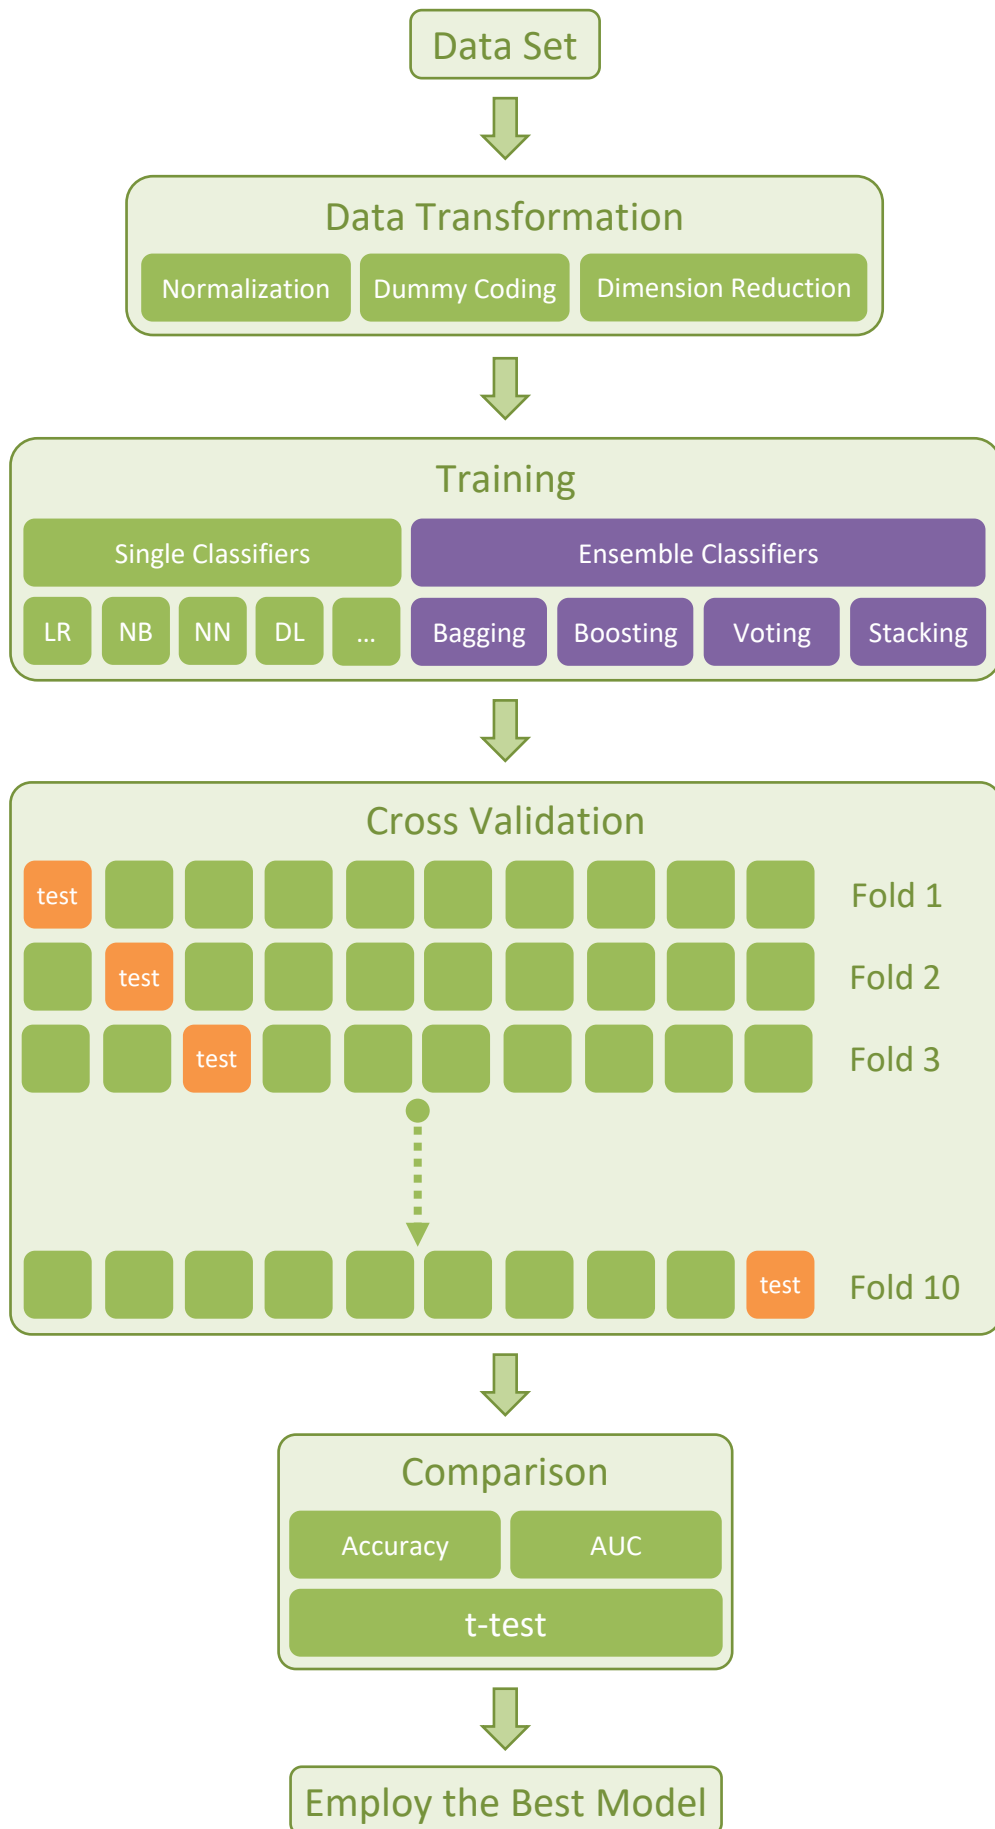 Data Set
Data Transformation
Normalization Dummy Coding Dimension Reduction
Training
Single Classifiers Ensemble Classifiers
LR NB NN DL ... Bagging Boosting Voting Stacking
Cross Validation
test Fold 1
test Fold 2
test Fold 3
test Fold 10
Comparison
Accuracy AUC
t-test
Employ the Best Model